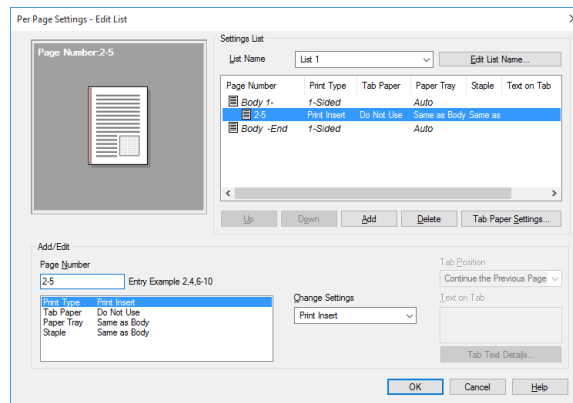 Per Page Settings - Edit List
Page Number:2-5
Settings List
List Name
List 1
Edit List Name...
Page Number Print Type Tab Paper Paper Tray Staple Text on Tab
Body 1- 1-Sided Auto
2-5 Print Insert Do Not Use Same as Body Same as
Body -End 1-Sided Auto
Up Down Add Delete Tab Paper Settings...
Add/Edit
Page Number
2-5 Entry Example 2,4,6-10
Print Type Print Insert
Tab Paper Do Not Use
Paper Tray Same as Body
Staple Same as Body
Change Settings
Print Insert
Tab Position
Continue the Previous Page
Text on Tab
Tab Text Details...
OK Cancel Help